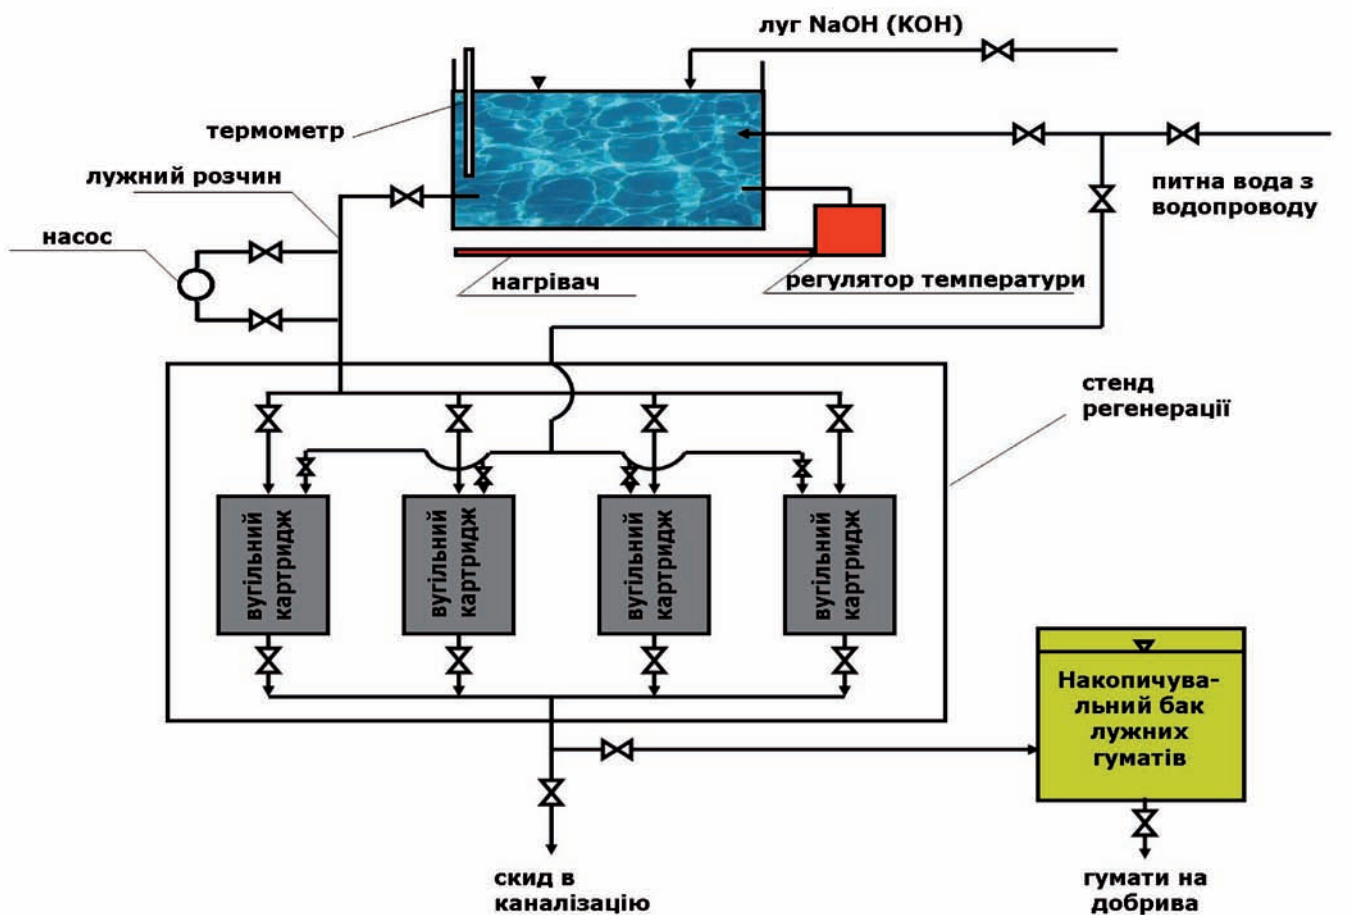 луг NaOH (KOH)
термометр
лужний розчин
насос
питна вода з
водопроводу
нагрівач
регулятор температури
стенд
регенерації
вугільний
картридж
вугільний
картридж
вугільний
картридж
вугільний
картридж
Накопичува-
льний бак
лужних
гуматів
скид в
каналізацію
гумати на
добрива